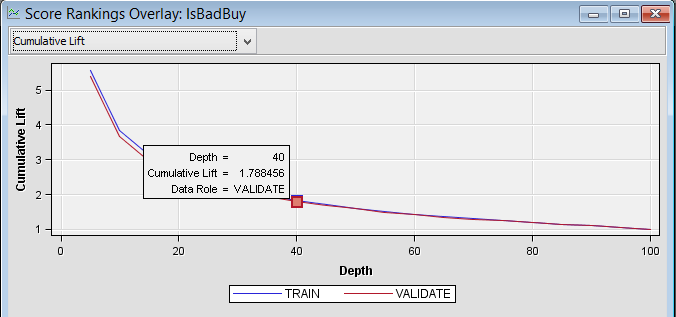 Score Rankings Overlay: IsBadBuy
Cumulative Lift
Cumulative Lift
5
4
3
2
1
Depth = 40
Cumulative Lift = 1.788456
Data Role = VALIDATE
0 20 40 60 80 100
Depth
TRAIN VALIDATE